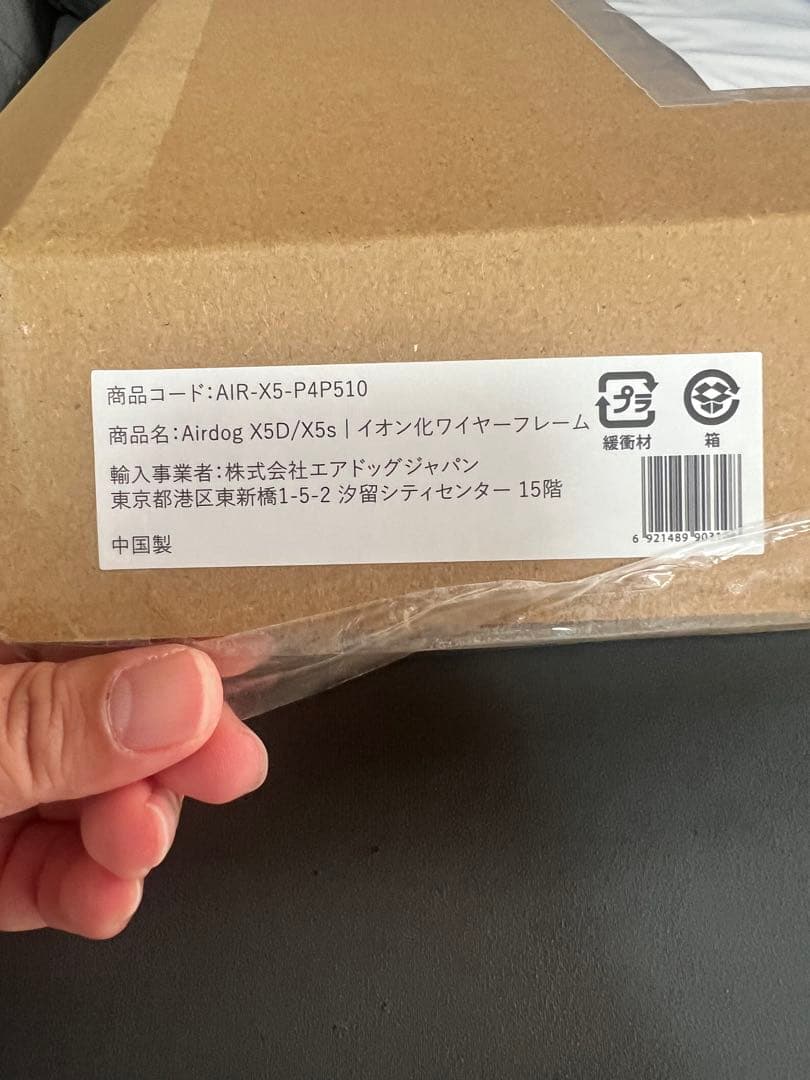 商品コード:AIR-X5-P4P510
商品名:Airdog X5D/X5s | イオン化ワイヤーフレーム
輸入事業者:株式会社エアドッグジャパン
東京都港区東新橋1-5-2 汐留シティセンター 15階
中国製
プラ
緩衝材
箱
6 921489